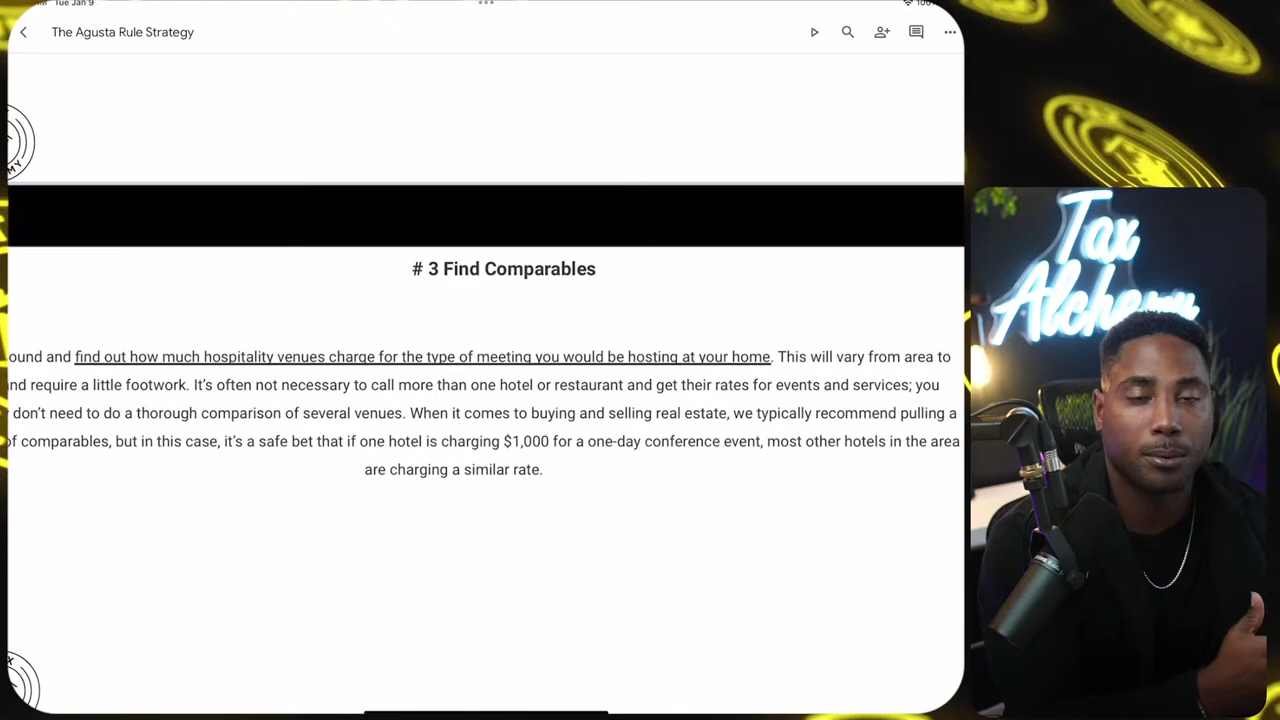 Tue Jan 9
The Agusta Rule Strategy
# 3 Find Comparables
ound and find out how much hospitality venues charge for the type of meeting you would be hosting at your home. This will vary from area to
nd require a little footwork. It's often not necessary to call more than one hotel or restaurant and get their rates for events and services; you
don't need to do a thorough comparison of several venues. When it comes to buying and selling real estate, we typically recommend pulling a
of comparables, but in this case, it's a safe bet that if one hotel is charging $1,000 for a one-day conference event, most other hotels in the area
are charging a similar rate.
Tax
Alchemy